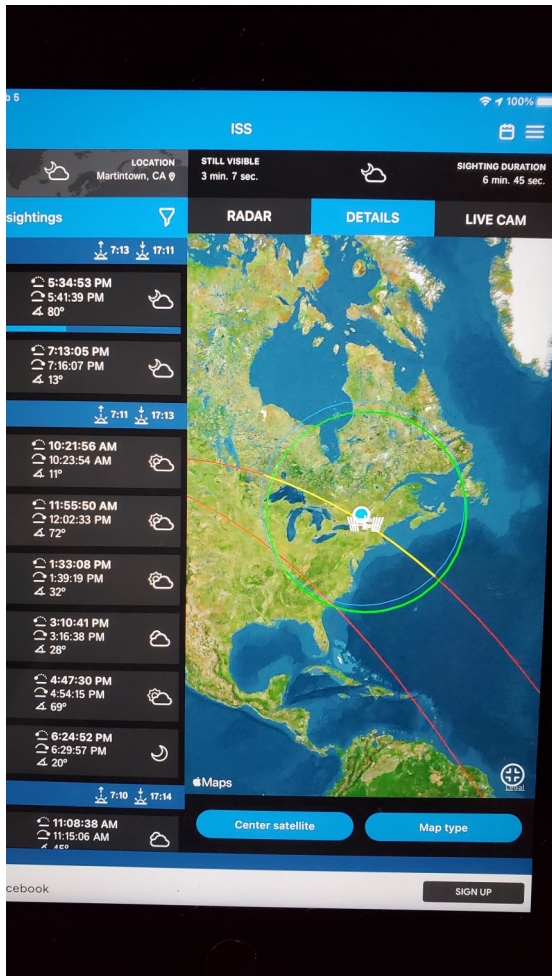 5
100%
ISS
LOCATION
Martintown, CA
STILL VISIBLE
3 min. 7 sec.
SIGHTING DURATION
6 min. 45 sec.
sightings
RADAR
DETAILS
LIVE CAM
7:13 17:11
5:34:53 PM
5:41:39 PM
80°
7:13:05 PM
7:16:07 PM
13°
7:11 17:13
10:21:56 AM
10:23:54 AM
11°
11:55:50 AM
12:02:33 PM
72°
1:33:08 PM
1:39:19 PM
32°
3:10:41 PM
3:16:38 PM
28°
4:47:30 PM
4:54:15 PM
69°
6:24:52 PM
6:29:57 PM
20°
Maps
Legal
7:10 17:14
11:08:38 AM
11:15:06 AM
45°
Center satellite
Map type
cebook
SIGN UP